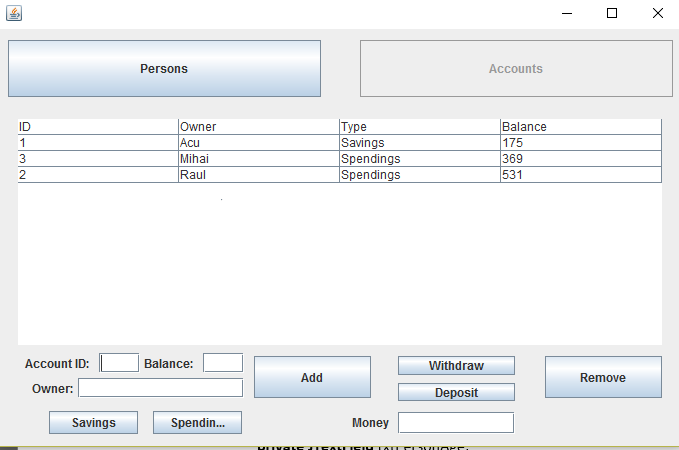 Persons Accounts
ID Owner Type Balance
1 Acu Savings 175
3 Mihai Spendings 369
2 Raul Spendings 531
Account ID: Balance: Add Withdraw Remove
Owner: Deposit
Savings Spendin... Money